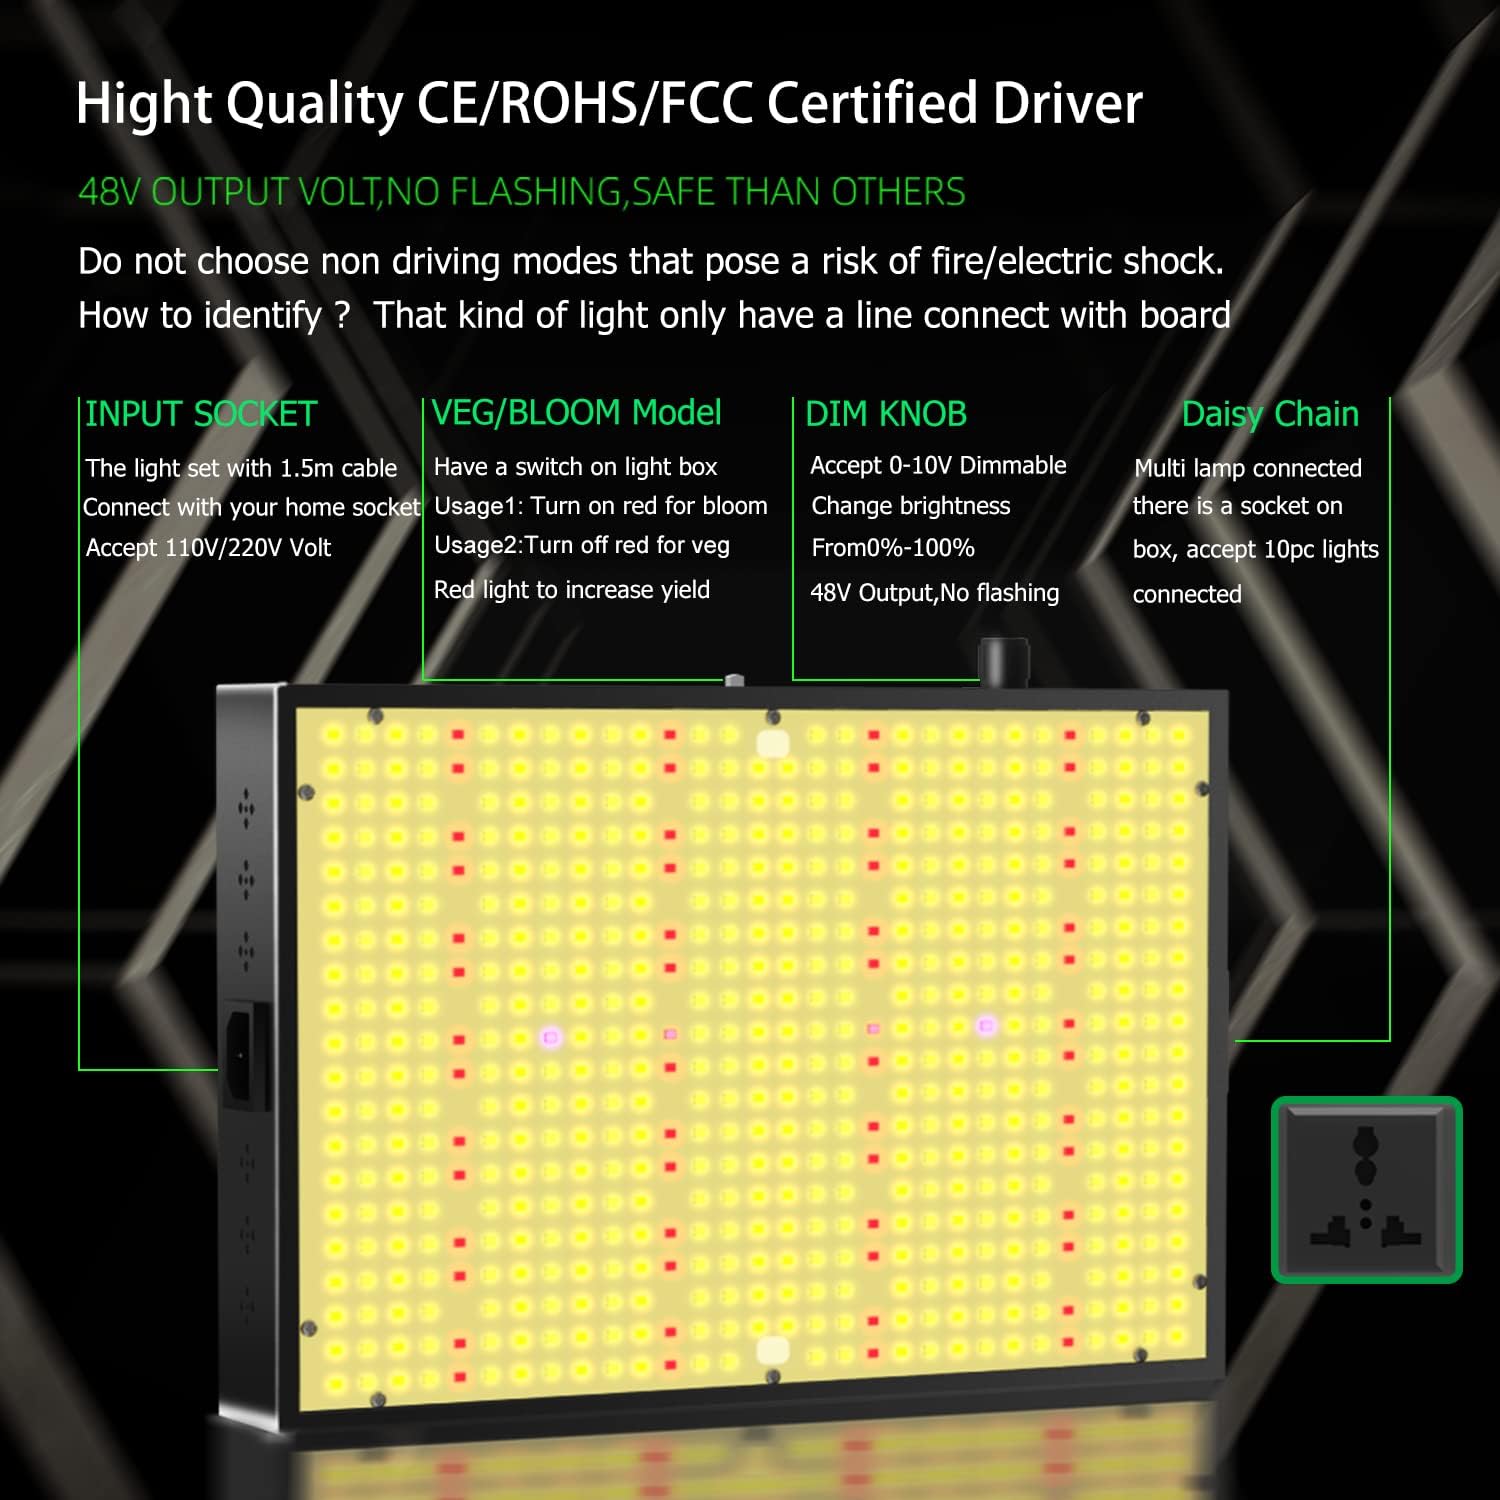 Hight Quality CE/ROHS/FCC Certified Driver
48V OUTPUT VOLT,NO FLASHING,SAFE THAN OTHERS
Do not choose non driving modes that pose a risk of fire/electric shock.
How to identify ? That kind of light only have a line connect with board
INPUT SOCKET
The light set with 1.5m cable
Connect with your home socket
Accept 110V/220V Volt
VEG/BLOOM Model
Have a switch on light box
Usage1: Turn on red for bloom
Usage2:Turn off red for veg
Red light to increase yield
DIM KNOB
Accept 0-10V Dimmable
Change brightness
From0%-100%
48V Output,No flashing
Daisy Chain
Multi lamp connected
there is a socket on
box, accept 10pc lights
connected